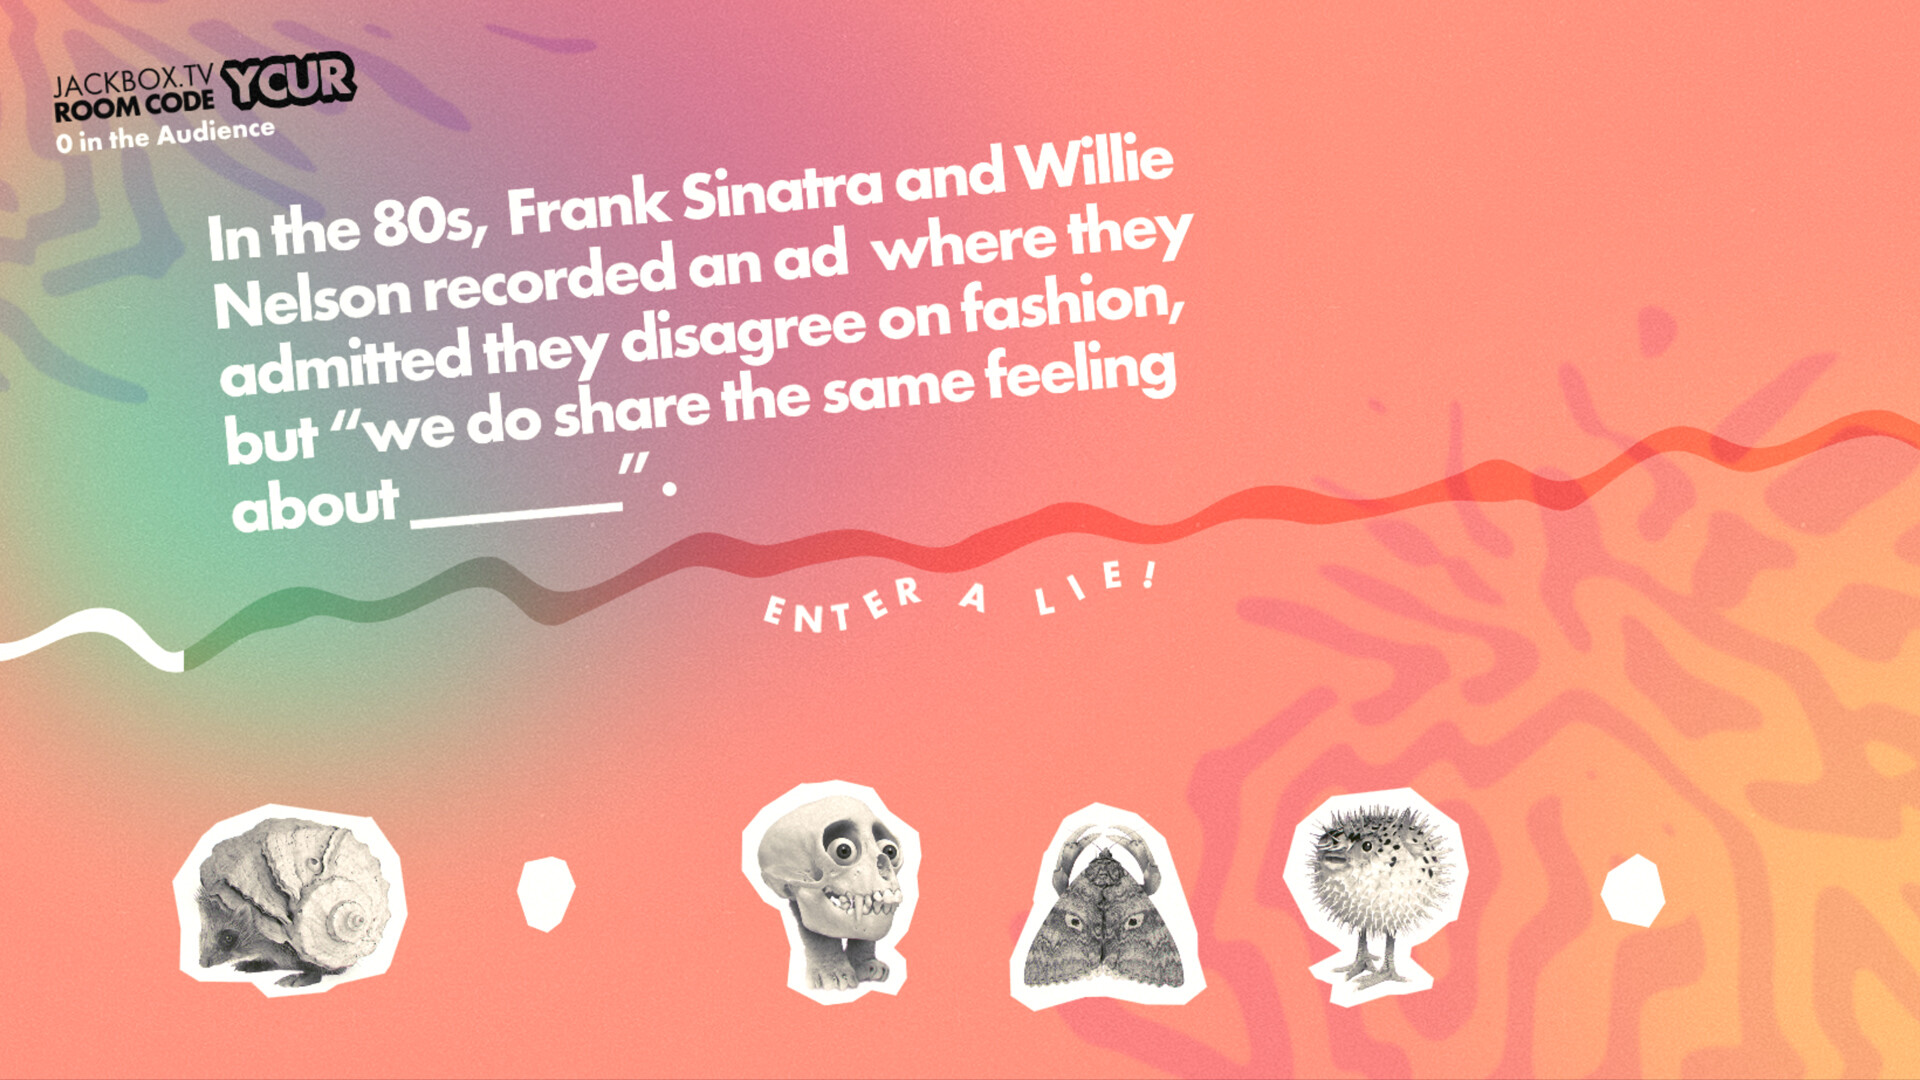 JACKBOX.TV
ROOM CODE
YCUR
0 in the Audience
In the 80s, Frank Sinatra and Willie
Nelson recorded an ad where they
admitted they disagree on fashion,
but “we do share the same feeling
about ______”.
ENTER A LIE!